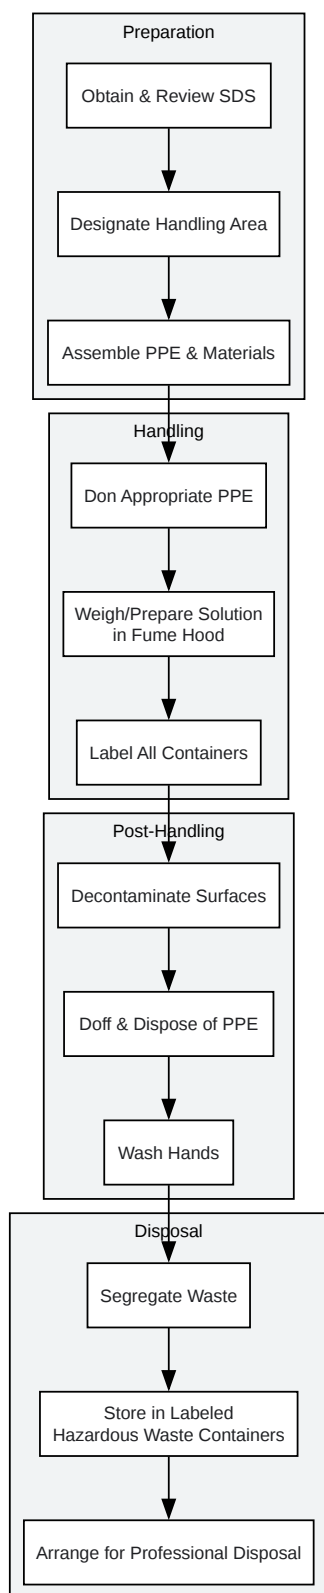 Preparation
Obtain & Review SDS
Designate Handling Area
Assemble PPE & Materials
Handling
Don Appropriate PPE
Weigh/Prepare Solution
in Fume Hood
Label All Containers
Post-Handling
Decontaminate Surfaces
Doff & Dispose of PPE
Wash Hands
Disposal
Segregate Waste
Store in Labeled
Hazardous Waste Containers
Arrange for Professional Disposal